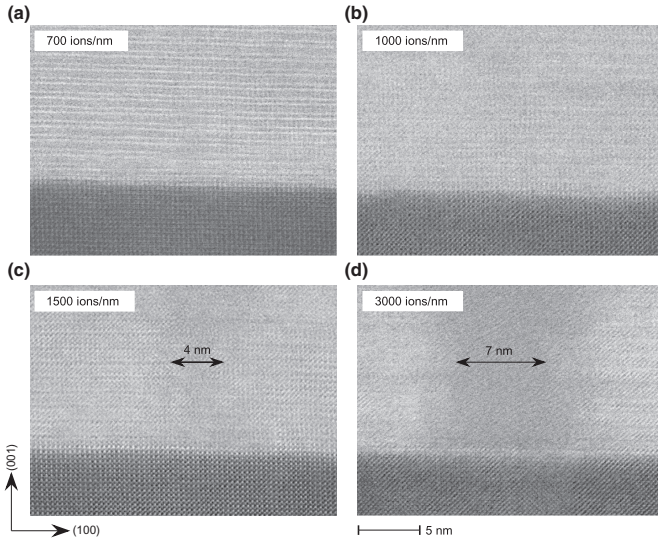 (a)
700 ions/nm
(b)
1000 ions/nm
(c)
1500 ions/nm
4 nm
(d)
3000 ions/nm
7 nm
(001)
(100)
5 nm